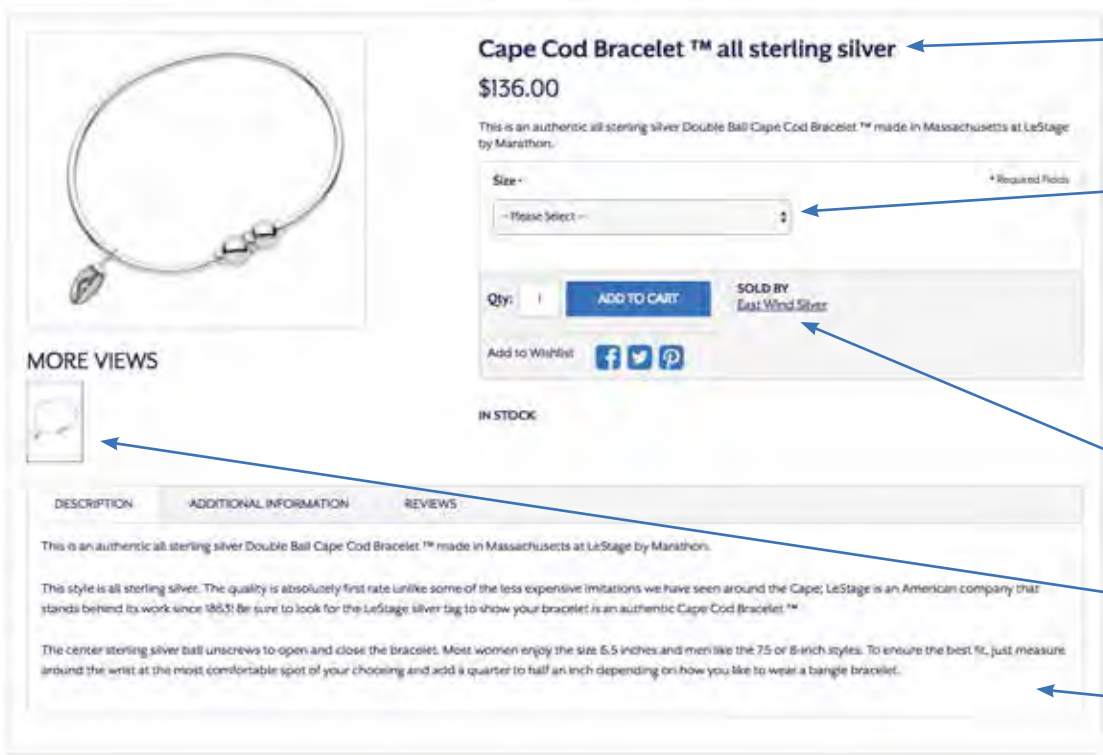 Cape Cod Bracelet ™ all sterling silver
$136.00
This is an authentic all sterling silver Double Ball Cape Cod Bracelet ™ made in Massachusetts at LeStage
by Marathon.
Size *
* Required Fields
-- Please Select --
Qty: 1
ADD TO CART
SOLD BY
East Wind Silver
Add to Wishlist
MORE VIEWS
IN STOCK
DESCRIPTION ADDITIONAL INFORMATION REVIEWS
This is an authentic all sterling silver Double Ball Cape Cod Bracelet ™ made in Massachusetts at LeStage by Marathon.
This style is all sterling silver. The quality is absolutely first rate unlike some of the less expensive imitations we have seen around the Cape; LeStage is an American company that
stands behind its work since 1863! Be sure to look for the LeStage silver tag to show your bracelet is an authentic Cape Cod Bracelet ™
The center sterling silver ball unscrews to open and close the bracelet. Most women enjoy the size 6.5 inches and men like the 7.5 or 8-inch styles. To ensure the best fit, just measure
around the wrist at the most comfortable spot of your choosing and add a quarter to half an inch depending on how you like to wear a bangle bracelet.